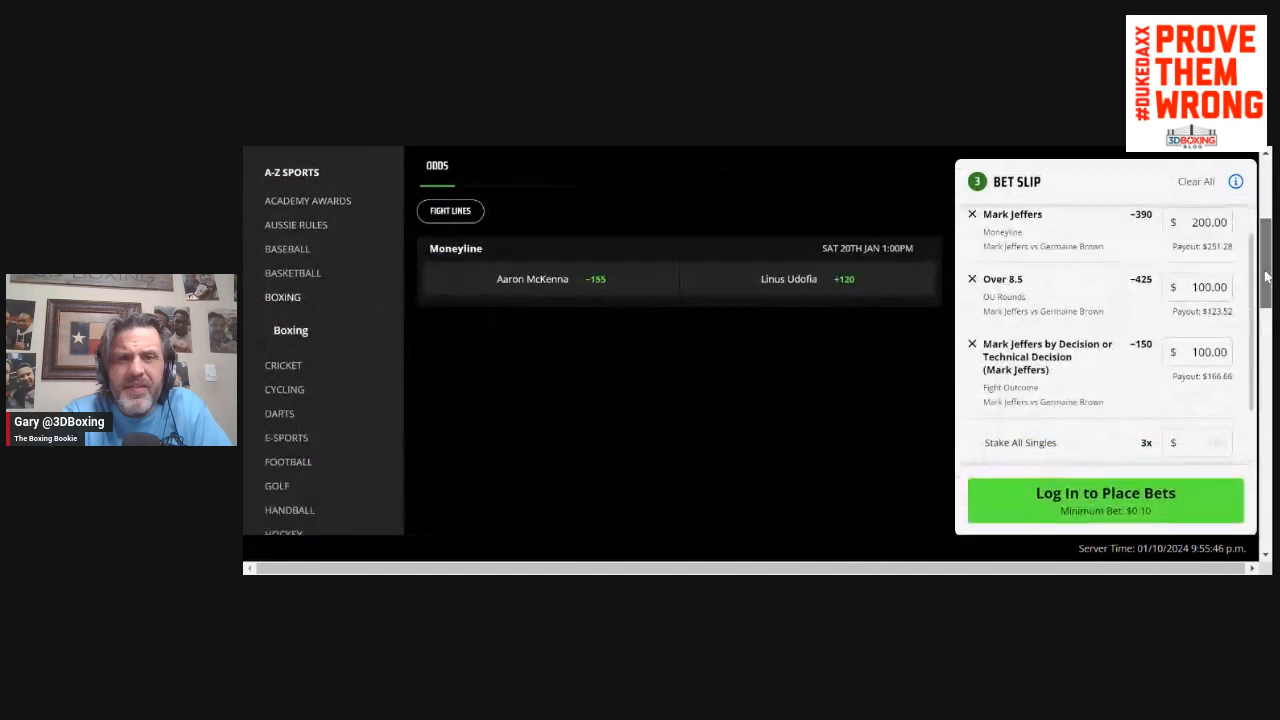 #DUKEDAXX
PROVE
THEM
WRONG
3DBOXING
BLOG
A-Z SPORTS
ACADEMY AWARDS
AUSSIE RULES
BASEBALL
BASKETBALL
BOXING
Boxing
CRICKET
CYCLING
DARTS
E-SPORTS
FOOTBALL
GOLF
HANDBALL
HOCKEY
ODDS
FIGHT LINES
Moneyline SAT 20TH JAN 1:00PM
Aaron McKenna -155 Linus Udofia +120
3 BET SLIP Clear All i
× Mark Jeffers -390 $ 200.00
Moneyline
Mark Jeffers vs Germaine Brown Payout: $251.28
× Over 8.5 -425 $ 100.00
OU Rounds
Mark Jeffers vs Germaine Brown Payout: $123.52
× Mark Jeffers by Decision or -150 $ 100.00
Technical Decision
(Mark Jeffers) Payout: $166.66
Fight Outcome
Mark Jeffers vs Germaine Brown
Stake All Singles 3x $
Log In to Place Bets
Minimum Bet: $0.10
Server Time: 01/10/2024 9:55:46 p.m.
Gary @3DBoxing
The Boxing Bookie